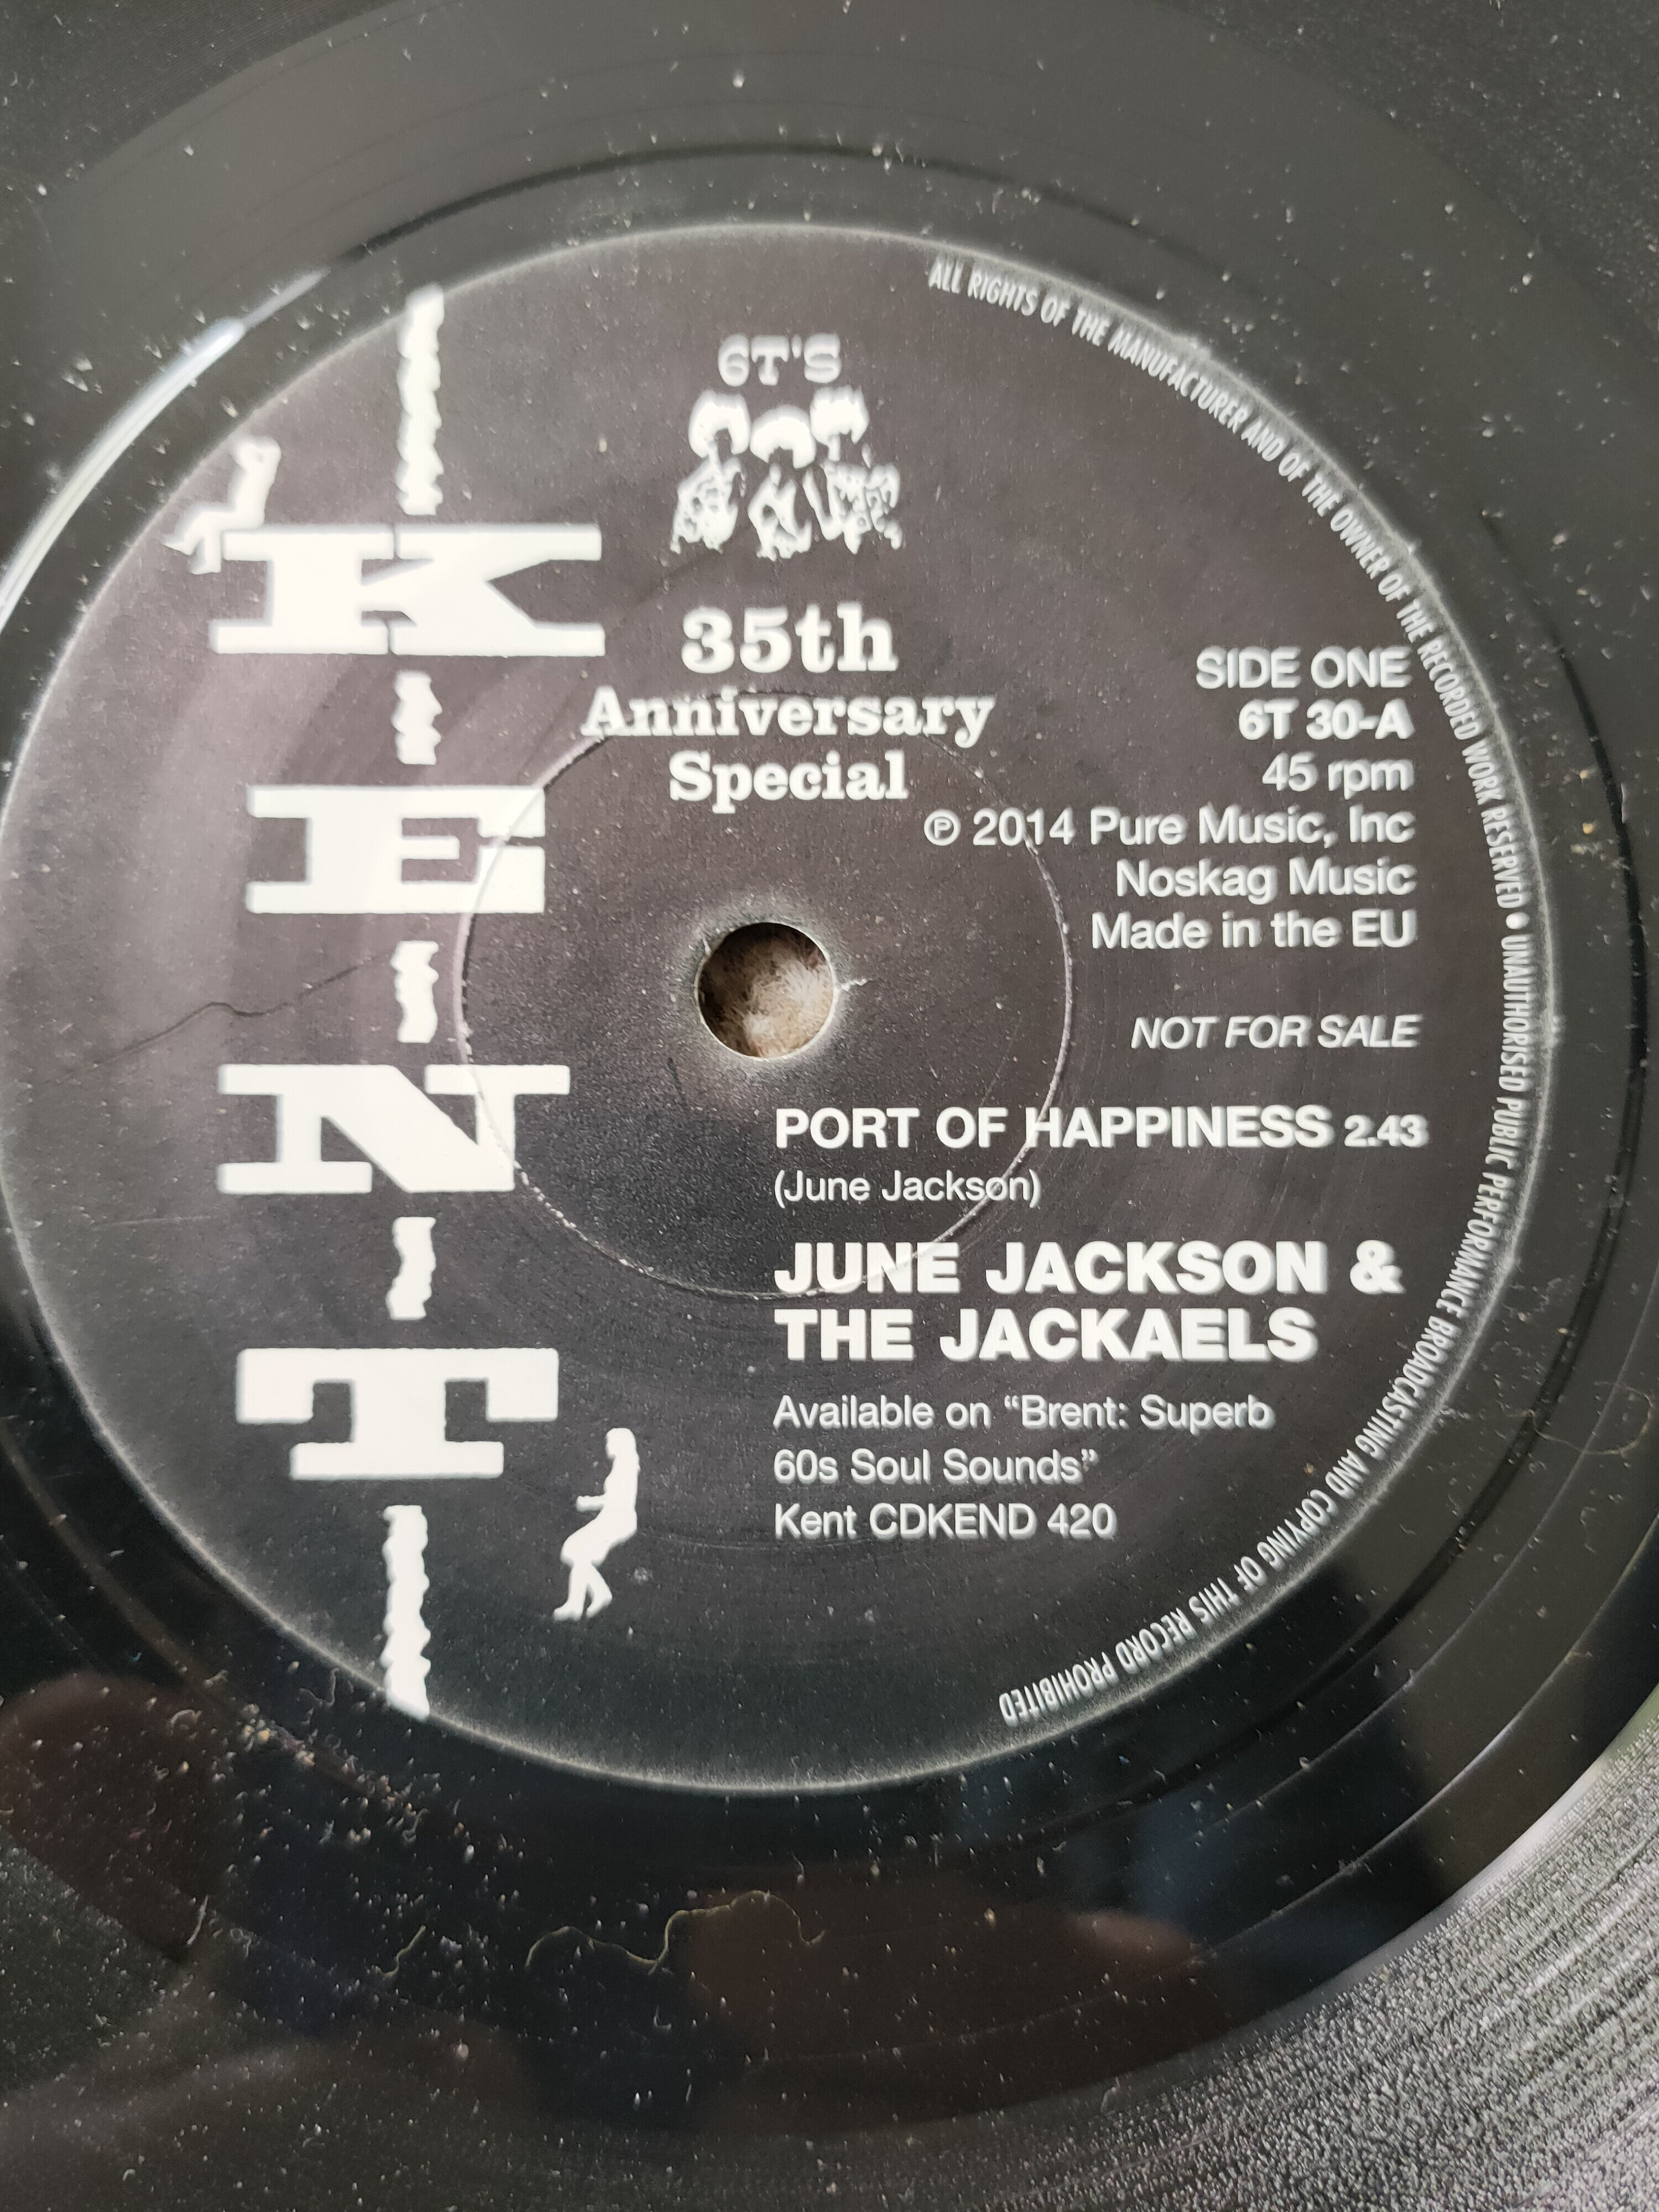 6T'S
35th
Anniversary
Special
KENT
SIDE ONE
6T 30-A
45 rpm
℗ 2014 Pure Music, Inc
Noskag Music
Made in the EU
NOT FOR SALE
PORT OF HAPPINESS 2.43
(June Jackson)
JUNE JACKSON &
THE JACKAELS
Available on “Brent: Superb
60s Soul Sounds”
Kent CDKEND 420
ALL RIGHTS OF THE MANUFACTURER AND OF THE OWNER OF THE RECORDED WORK RESERVED • UNAUTHORISED PUBLIC PERFORMANCE BROADCASTING AND COPYING OF THIS RECORD PROHIBITED